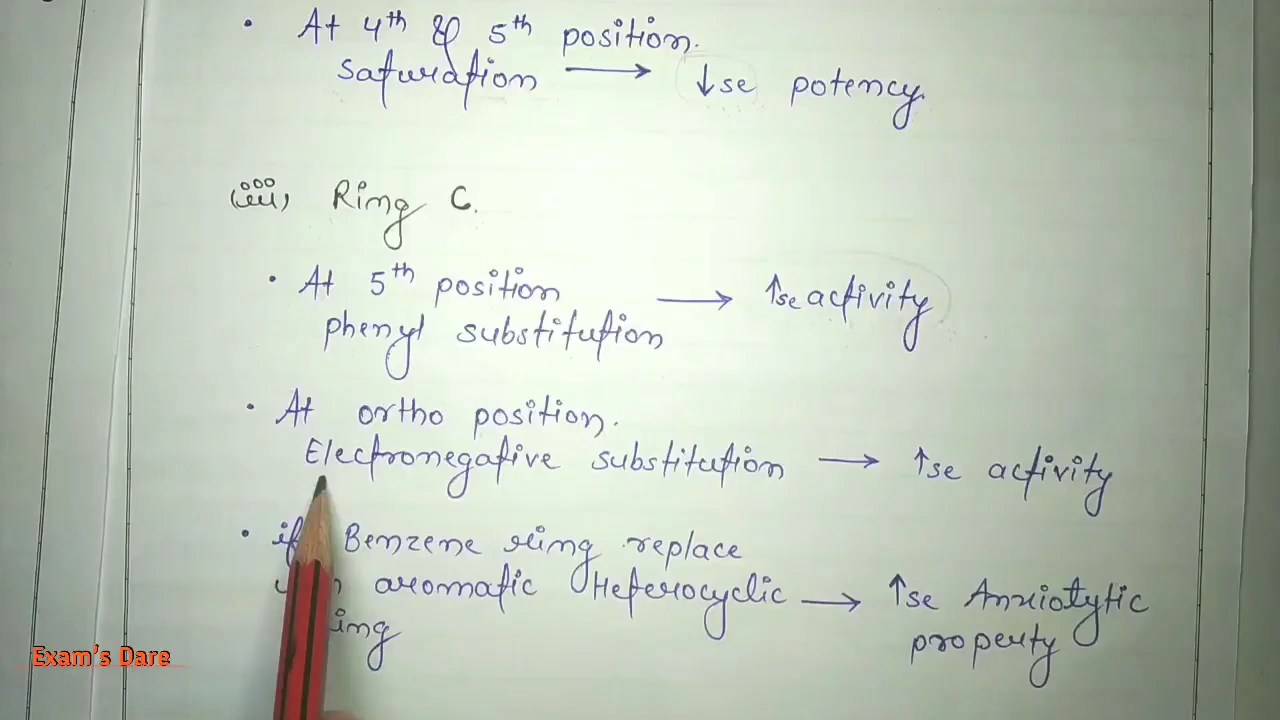 • At 4th & 5th position.
Saturation → ↓se potency.
(iii) Ring C.
• At 5th position
phenyl substitution → ↑se activity
• At ortho position.
Electronegative substitution → ↑se activity
• if Benzene ring replace
aromatic Heterocyclic → ↑se Anxiolytic
property
Exam's Dare